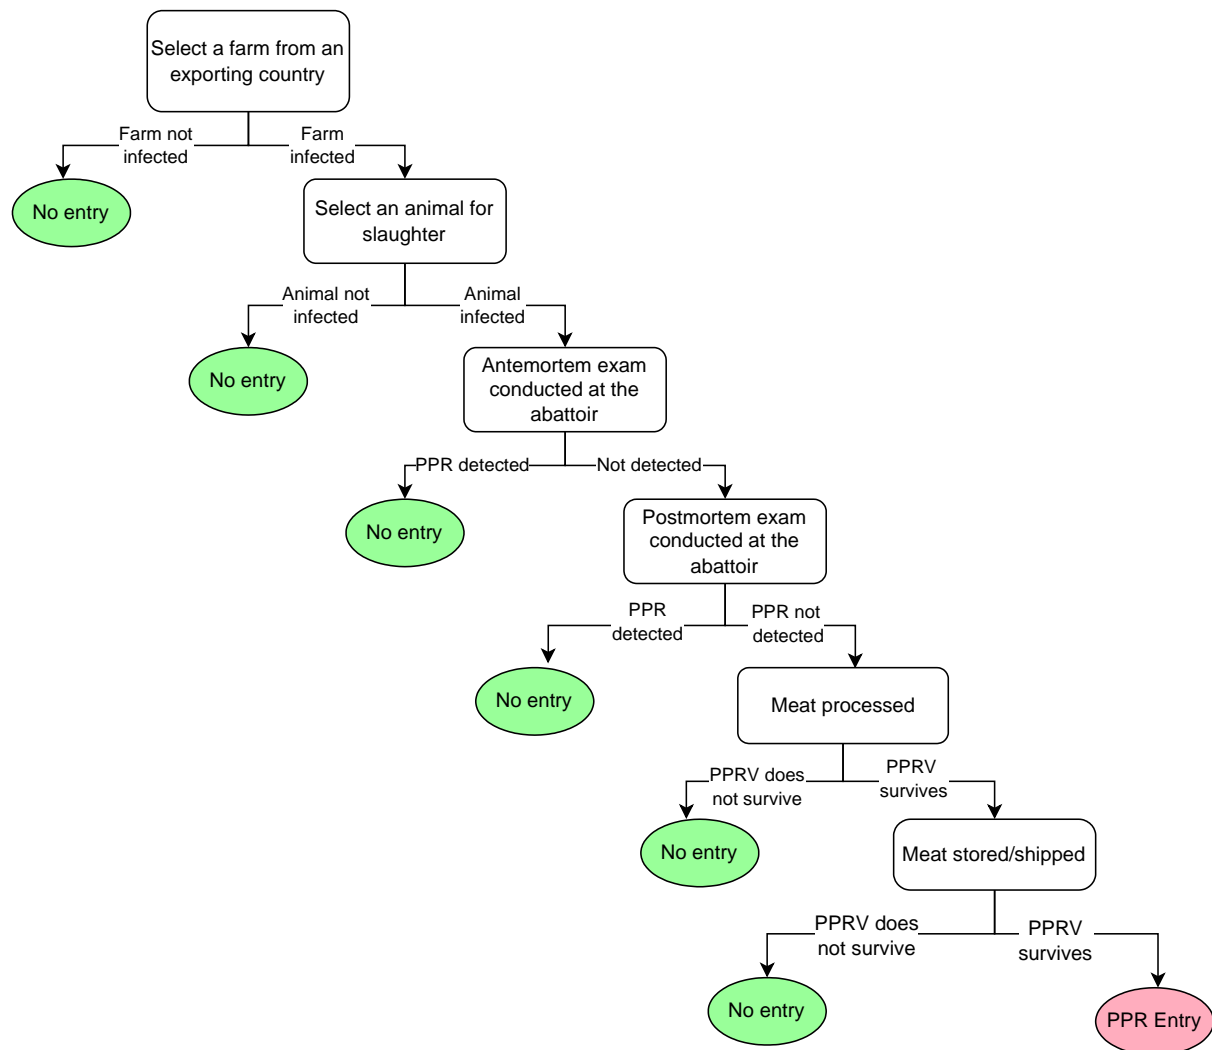 Select a farm from an
exporting country
Farm not
infected
Farm
infected
No entry
Select an animal for
slaughter
Animal not
infected
Animal
infected
No entry
Antemortem exam
conducted at the
abattoir
PPR detected
Not detected
No entry
Postmortem exam
conducted at the
abattoir
PPR
detected
PPR not
detected
No entry
Meat processed
PPRV does
not survive
PPRV
survives
No entry
Meat stored/shipped
PPRV does
not survive
PPRV
survives
No entry
PPR Entry